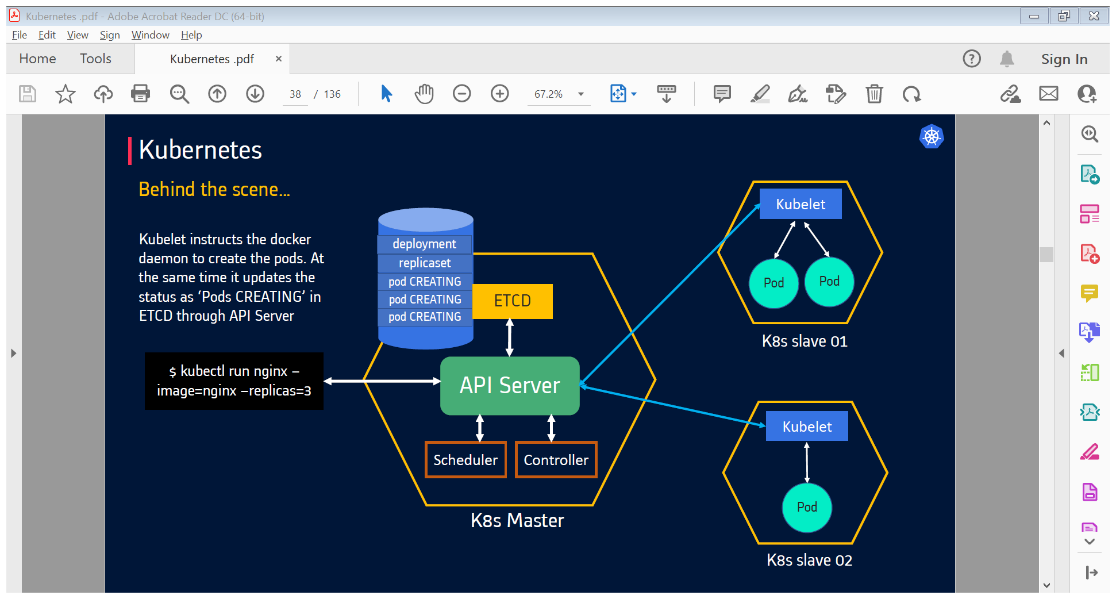 Kubernetes .pdf - Adobe Acrobat Reader DC (64-bit)
File Edit View Sign Window Help
Home Tools Kubernetes .pdf × Sign In
38 / 136 67.2%
Kubernetes
Behind the scene...
Kubelet instructs the docker
daemon to create the pods. At
the same time it updates the
status as ‘Pods CREATING’ in
ETCD through API Server
$ kubectl run nginx –
image=nginx –replicas=3
deployment
replicaset
pod CREATING
pod CREATING
pod CREATING
ETCD
API Server
Scheduler
Controller
K8s Master
Kubelet
Pod
Pod
K8s slave 01
Kubelet
Pod
K8s slave 02